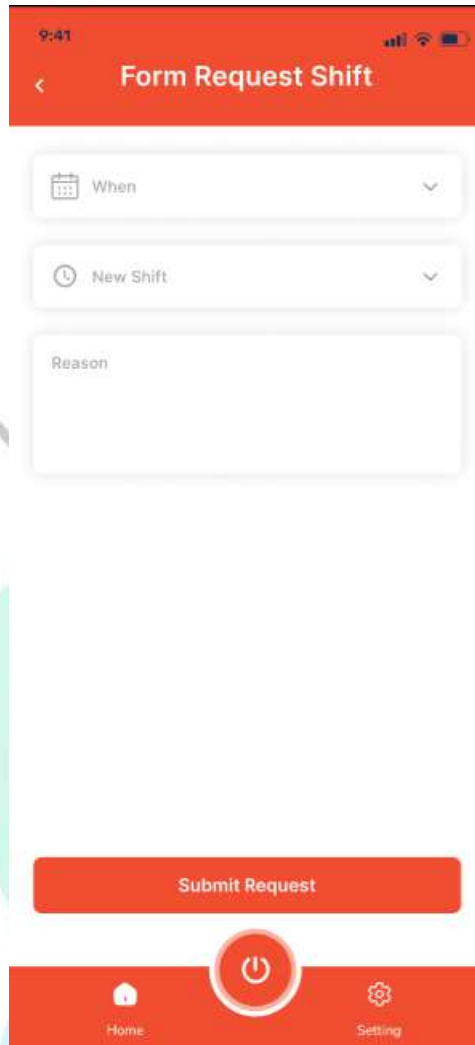 9:41
Form Request Shift
When
New Shift
Reason
Submit Request
Home
Setting